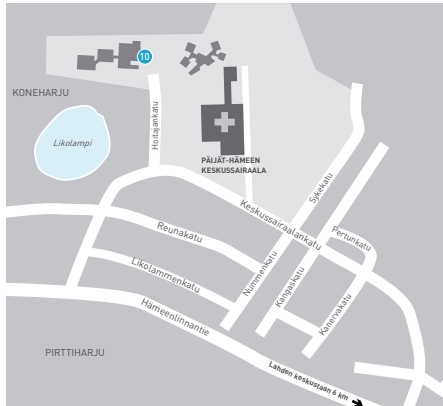 10
KONEHARJU
Hoitajankatu
Likolampi
PÄIJÄT-HÄMEEN
KESKUSSAIRAALA
Sykekatu
Keskussairaalankatu
Reunakatu
Pertunkatu
Likolammenkatu
Nummenkatu
Kangaskatu
Kanervakatu
Hämeenlinnantie
PIRTTIHARJU
Lahden keskustaan 6 km